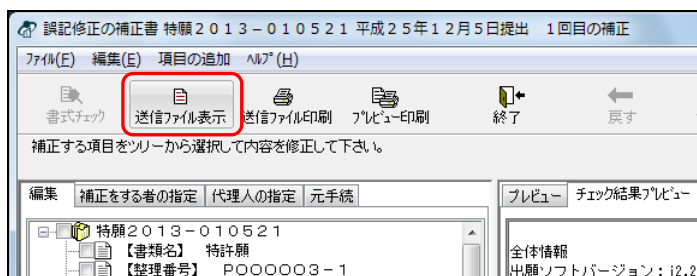 誤記修正の補正書 特願２０１３－０１０５２１ 平成２５年１２月５日提出 １回目の補正
ﾌｧｲﾙ(F) 編集(E) 項目の追加 ﾍﾙﾌﾟ(H)
書式ﾁｪｯｸ 送信ﾌｧｲﾙ表示 送信ﾌｧｲﾙ印刷 ﾌﾟﾚﾋﾞｭｰ印刷 終了 戻す
補正する項目をツリーから選択して内容を修正して下さい。
編集 補正をする者の指定 代理人の指定 元手続 プレビュー チェック結果ﾌﾟﾚﾋﾞｭｰ
特願２０１３－０１０５２１
【書類名】 特許願
全体情報
【整理番号】 Ｐ０００００３－１
出願ソフトバージョン：i2.2